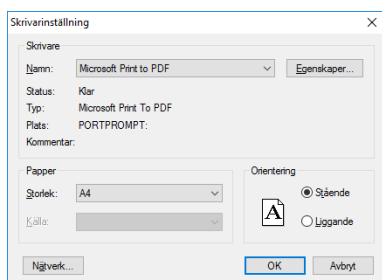 Skrivarinställning
Skrivare
Namn: Microsoft Print to PDF Egenskaper...
Status: Klar
Typ: Microsoft Print To PDF
Plats: PORTPROMPT:
Kommentar:
Papper
Storlek: A4
Källa:
Orientering
A
Stående
Liggande
Nätverk... OK Avbryt